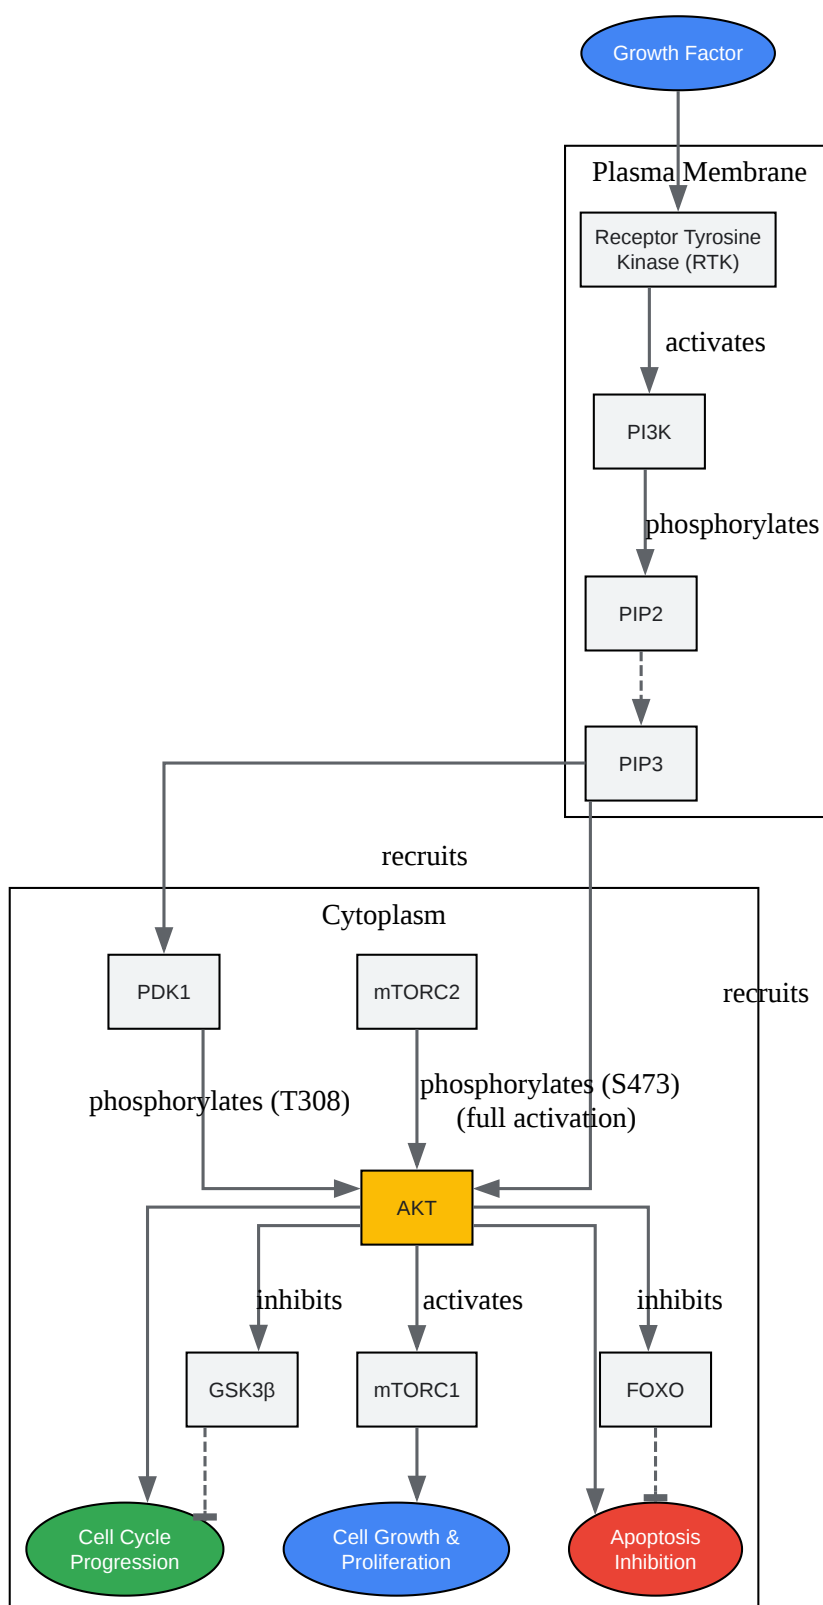 Growth Factor
Plasma Membrane
Receptor Tyrosine
Kinase (RTK)
activates
PI3K
phosphorylates
PIP2
PIP3
recruits
Cytoplasm
PDK1
mTORC2
recruits
phosphorylates (T308)
phosphorylates (S473)
(full activation)
AKT
inhibits
activates
inhibits
GSK3β
mTORC1
FOXO
Cell Cycle
Progression
Cell Growth &
Proliferation
Apoptosis
Inhibition